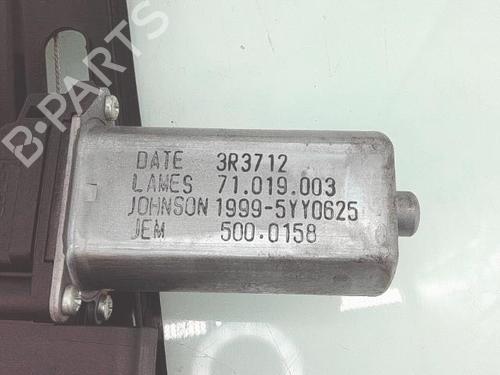 B-PARTS
DATE 3R3712
LAMES 71.019.003
JOHNSON 1999-5YY0625
JEM 500.0158